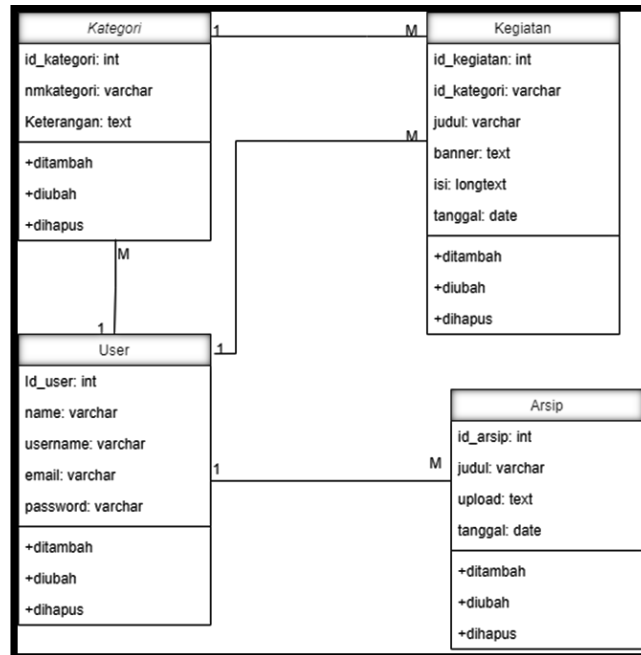 Kategori
id_kategori: int
nmkategori: varchar
Keterangan: text
+ditambah
+diubah
+dihapus
1
M
Kegiatan
id_kegiatan: int
id_kategori: varchar
judul: varchar
banner: text
isi: longtext
tanggal: date
+ditambah
+diubah
+dihapus
M
M
1
User
Id_user: int
name: varchar
username: varchar
email: varchar
password: varchar
+ditambah
+diubah
+dihapus
1
1
M
Arsip
id_arsip: int
judul: varchar
upload: text
tanggal: date
+ditambah
+diubah
+dihapus